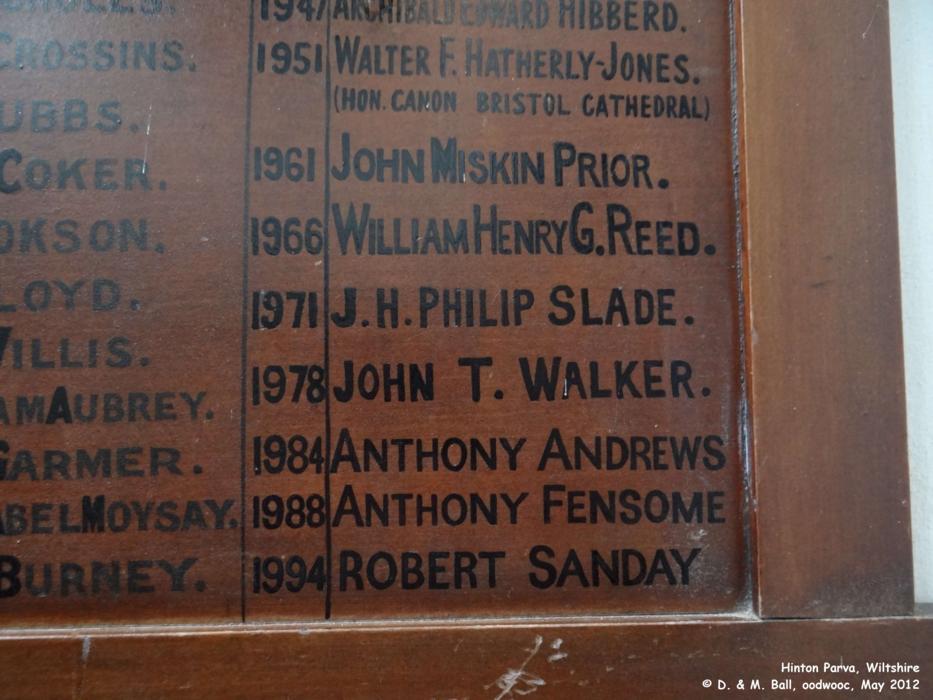 CROSSINS.
UBBS.
COKER.
OKSON.
LOYD.
WILLIS.
AMAUBREY.
GARMER.
ABELMOYSAY.
BURNEY.
1947 ARCHIBALD EDWARD HIBBERD.
1951 WALTER F. HATHERLY-JONES.
(HON. CANON BRISTOL CATHEDRAL)
1961 JOHN MISKIN PRIOR.
1966 WILLIAM HENRY G. REED.
1971 J. H. PHILIP SLADE.
1978 JOHN T. WALKER.
1984 ANTHONY ANDREWS
1988 ANTHONY FENSOME
1994 ROBERT SANDAY
Hinton Parva, Wiltshire
© D. & M. Ball, oodwooc, May 2012